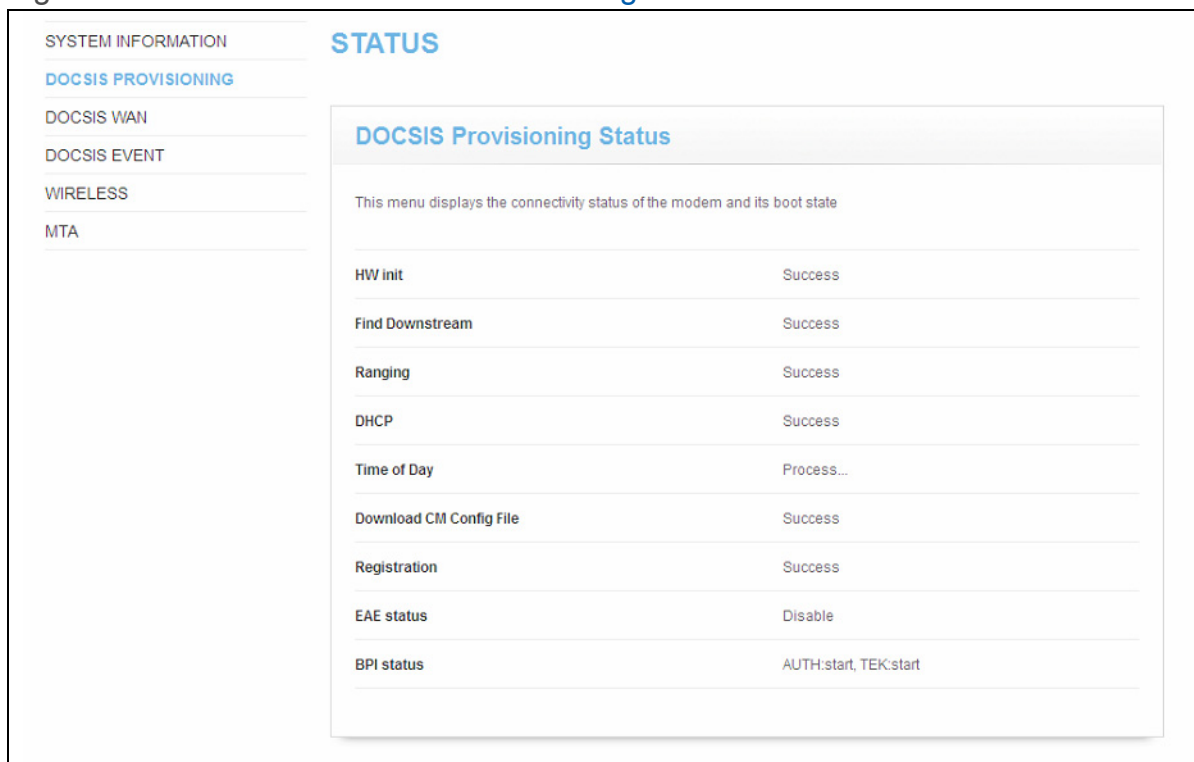 SYSTEM INFORMATION
DOCSIS PROVISIONING
DOCSIS WAN
DOCSIS EVENT
WIRELESS
MTA
STATUS
DOCSIS Provisioning Status
This menu displays the connectivity status of the modem and its boot state
HW init Success
Find Downstream Success
Ranging Success
DHCP Success
Time of Day Process...
Download CM Config File Success
Registration Success
EAE status Disable
BPI status AUTH:start, TEK:start